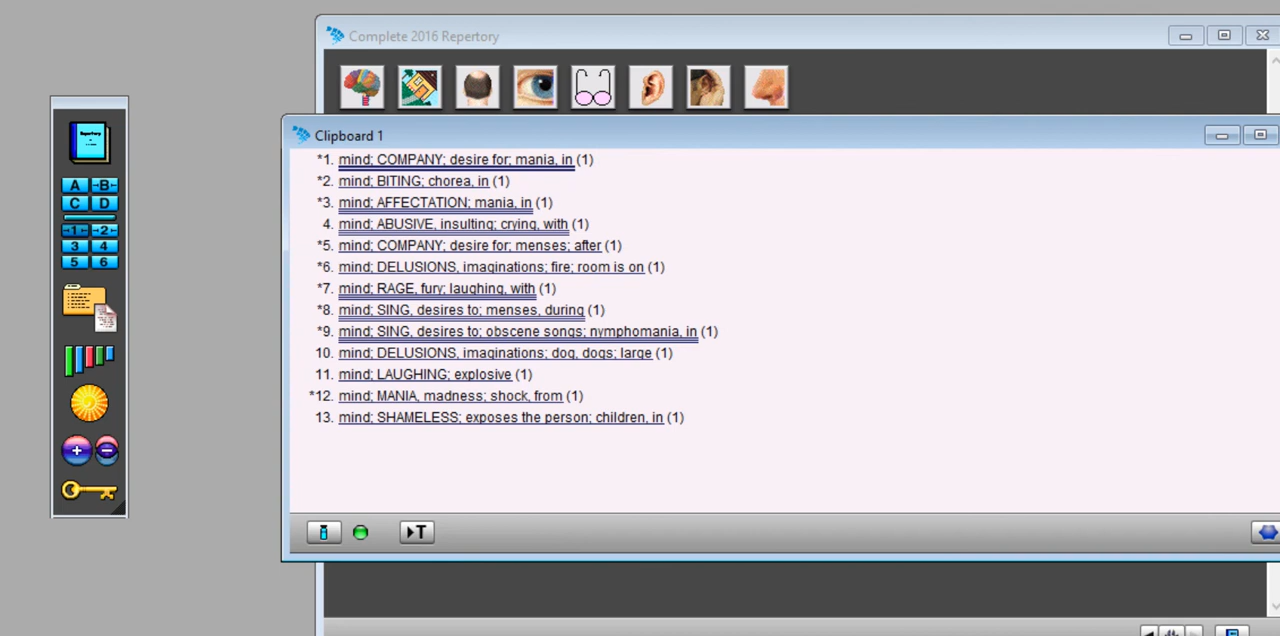 Complete 2016 Repertory
Repertory
Clipboard 1
A B
C D
1 2
3 4
5 6
*1. mind; COMPANY; desire for; mania, in (1)
*2. mind; BITING; chorea, in (1)
*3. mind; AFFECTATION; mania, in (1)
4. mind; ABUSIVE, insulting; crying, with (1)
*5. mind; COMPANY; desire for; menses; after (1)
*6. mind; DELUSIONS, imaginations; fire; room is on (1)
*7. mind; RAGE, fury; laughing, with (1)
*8. mind; SING, desires to; menses, during (1)
*9. mind; SING, desires to; obscene songs; nymphomania, in (1)
10. mind; DELUSIONS, imaginations; dog, dogs; large (1)
11. mind; LAUGHING; explosive (1)
*12. mind; MANIA, madness; shock, from (1)
13. mind; SHAMELESS; exposes the person; children, in (1)
T